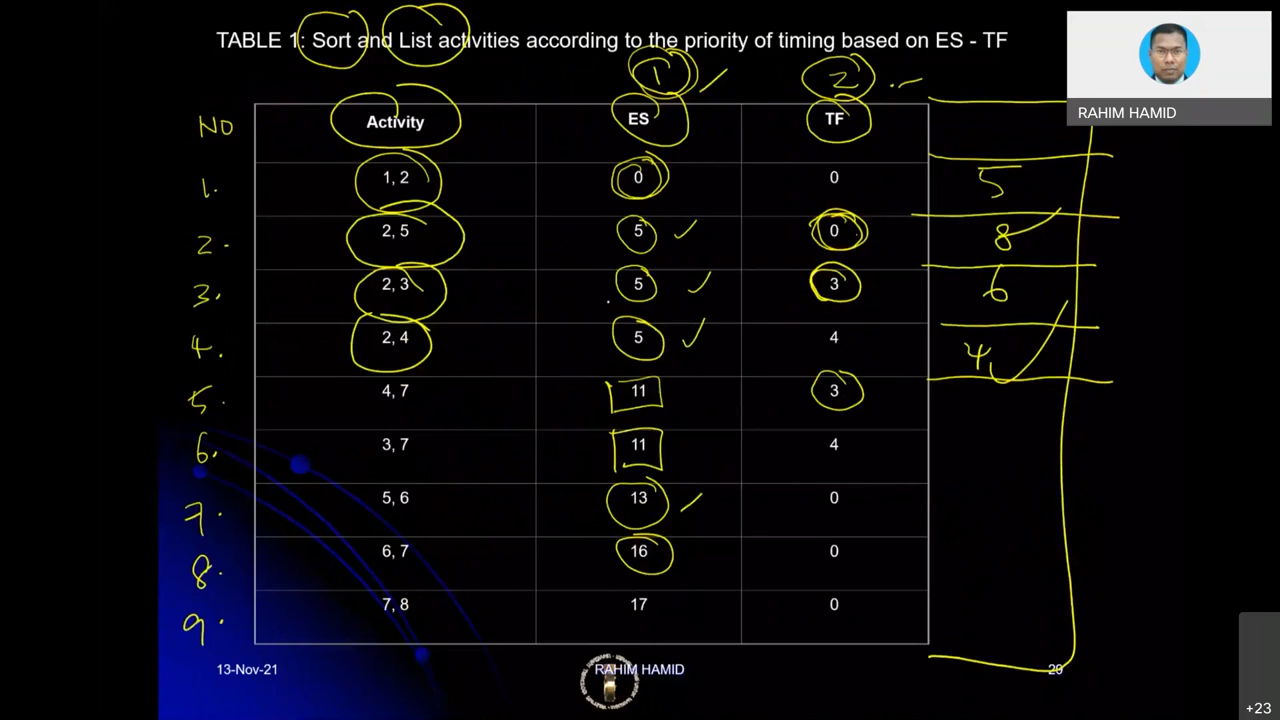 TABLE 1: Sort and List activities according to the priority of timing based on ES - TF
RAHIM HAMID
1 2
NO Activity ES TF
1. 1, 2 0 0 5
2. 2, 5 5 0 8
3. 2, 3 5 3 6
4. 2, 4 5 4 4
5. 4, 7 11 3
6. 3, 7 11 4
7. 5, 6 13 0
8. 6, 7 16 0
9. 7, 8 17 0
13-Nov-21 RAHIM HAMID 20
+23